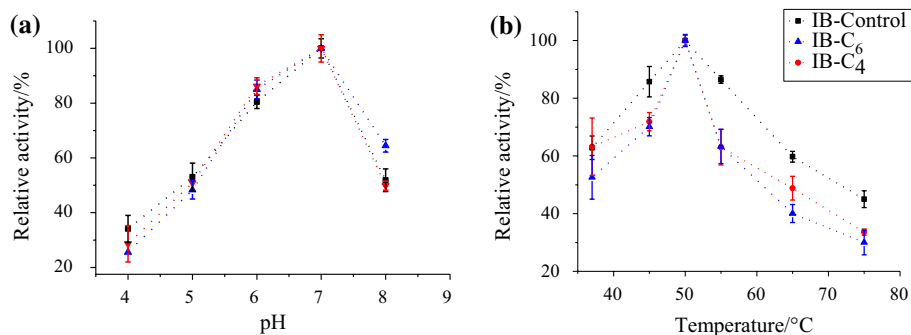 (a)
Relative activity/%
100
80
60
40
20
4 5 6 7 8 9
pH
(b)
Relative activity/%
100
80
60
40
20
40 50 60 70 80
Temperature/°C
IB-Control
IB-C6
IB-C4